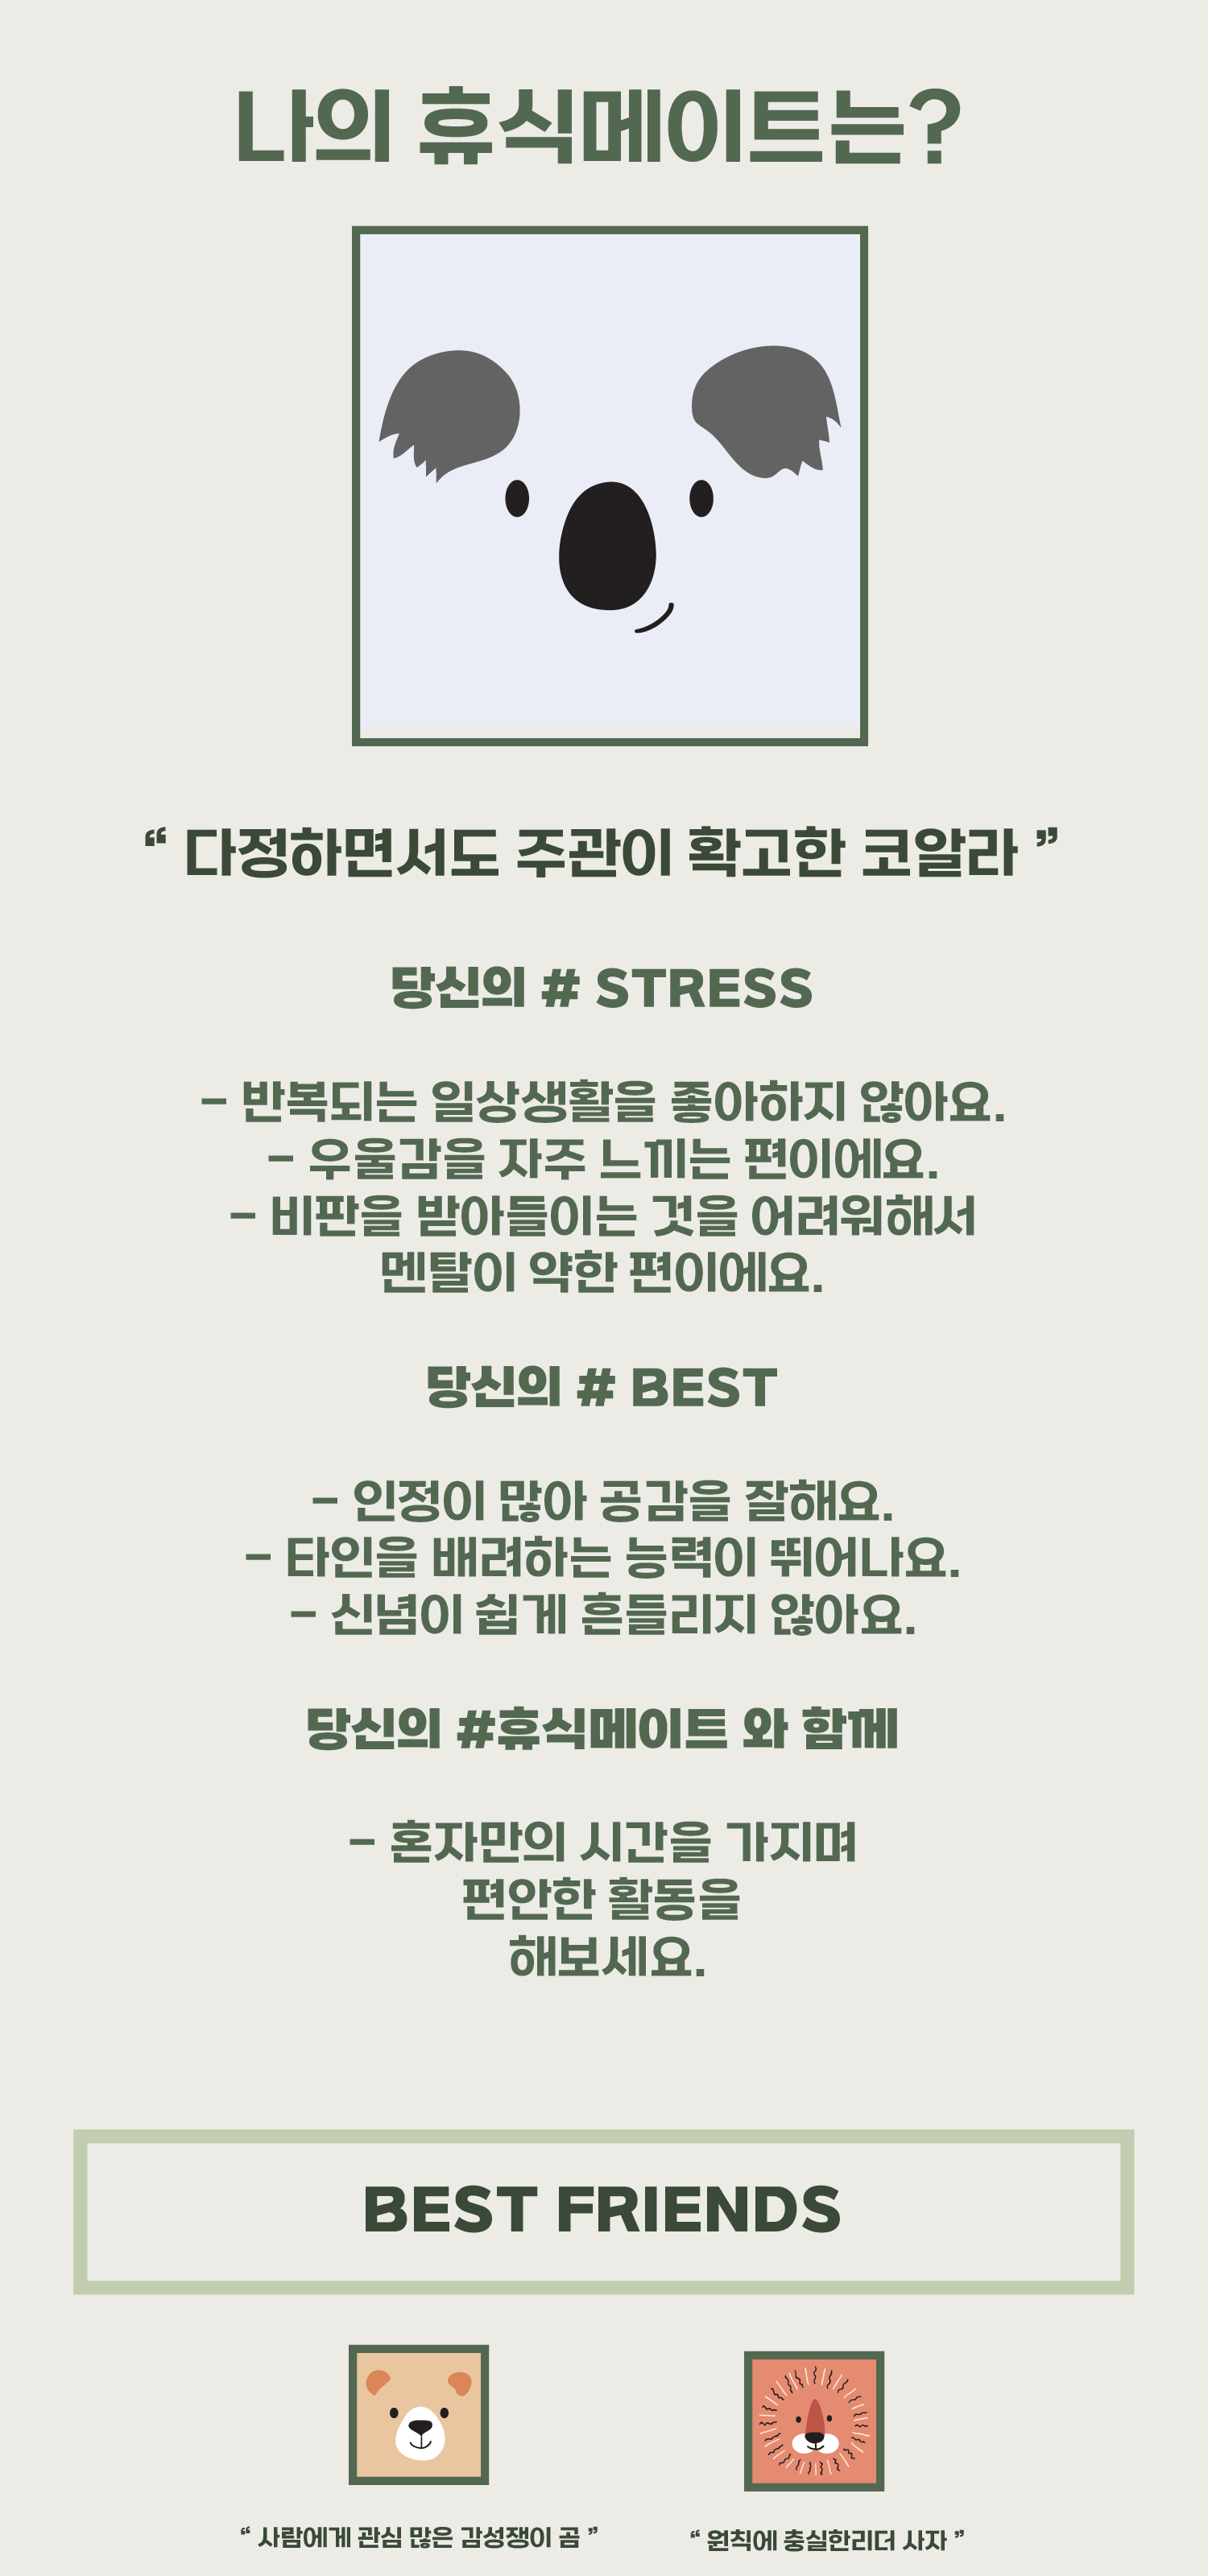 나의 휴식메이트는?
“ 다정하면서도 주관이 확고한 코알라 ”
당신의 # STRESS
– 반복되는 일상생활을 좋아하지 않아요.
– 우울감을 자주 느끼는 편이에요.
– 비판을 받아들이는 것을 어려워해서
멘탈이 약한 편이에요.
당신의 # BEST
– 인정이 많아 공감을 잘해요.
– 타인을 배려하는 능력이 뛰어나요.
– 신념이 쉽게 흔들리지 않아요.
당신의 #휴식메이트 와 함께
– 혼자만의 시간을 가지며
편안한 활동을
해보세요.
BEST FRIENDS
“ 사람에게 관심 많은 감성쟁이 곰 ”
“ 원칙에 충실한리더 사자 ”